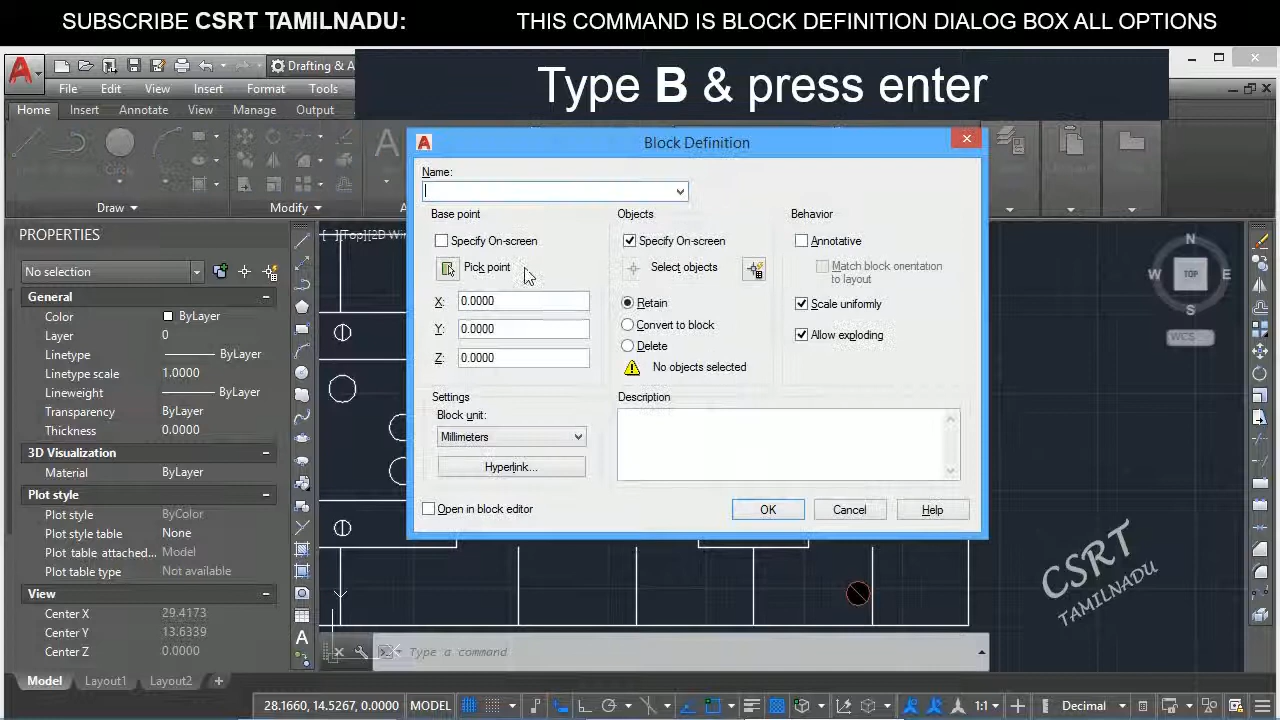 SUBSCRIBE CSRT TAMILNADU: THIS COMMAND IS BLOCK DEFINITION DIALOG BOX ALL OPTIONS
Type B & press enter
Drafting & A
File Edit View Insert Format Tools
Home Insert Annotate View Manage Output
Block Definition
Circle
Name:
Draw Modify
Base point Objects Behavior
PROPERTIES
[Top][2D Wir
Specify On-screen Specify On-screen Annotative
No selection
Pick point Select objects Match block orientation
to layout
General
X: 0.0000 Retain Scale uniformly
Color ByLayer
Y: 0.0000 Convert to block Allow exploding
Layer 0
Delete
Linetype ByLayer
Z: 0.0000 No objects selected
Linetype scale 1.0000
Lineweight ByLayer
Transparency ByLayer
Thickness 0.0000
Settings Description
Block unit:
Millimeters
Hyperlink...
3D Visualization
Material ByLayer
Plot style
Plot style ByColor
Plot style table None
Plot table attached... Model
Plot table type Not available
Open in block editor OK Cancel Help
View
Center X 29.4173
Center Y 13.6339
Center Z 0.0000
N
W TOP E
S
WCS
CSRT
TAMILNADU
A
Type a command
Model Layout1 Layout2 +
28.1660, 14.5267, 0.0000 MODEL 1:1 Decimal